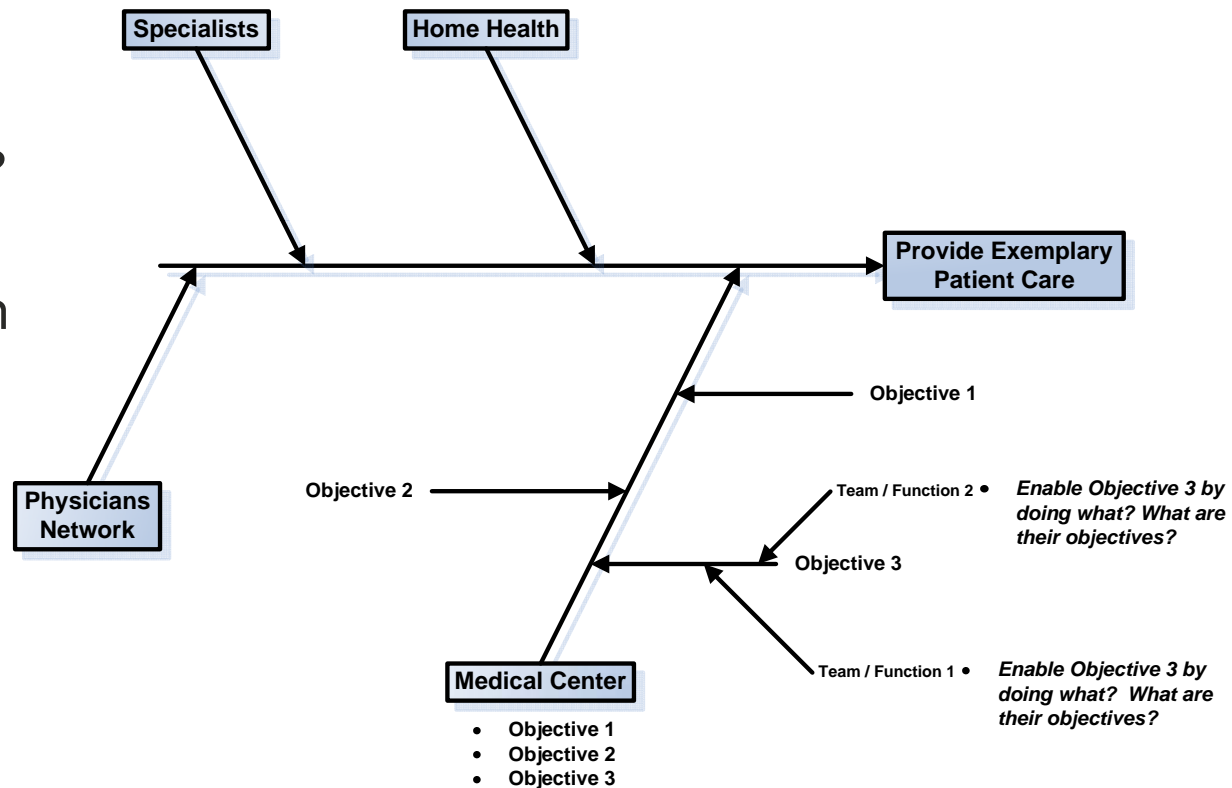 Specialists
Home Health
Provide Exemplary
Patient Care
Objective 1
Objective 2
Team / Function 2 •
Enable Objective 3 by
doing what? What are
their objectives?
Objective 3
Physicians
Network
Team / Function 1 •
Enable Objective 3 by
doing what?  What are
their objectives?
Medical Center
• Objective 1
• Objective 2
• Objective 3